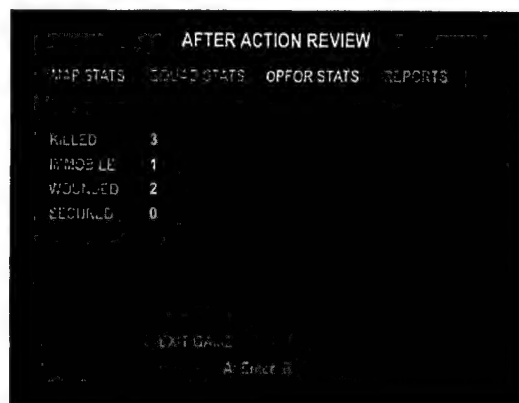 AFTER ACTION REVIEW
MAP STATS SQUAD STATS OPFOR STATS REPORTS
KILLED 3
IMMOBILE 1
WOUNDED 2
SECURED 0
EXIT GAME